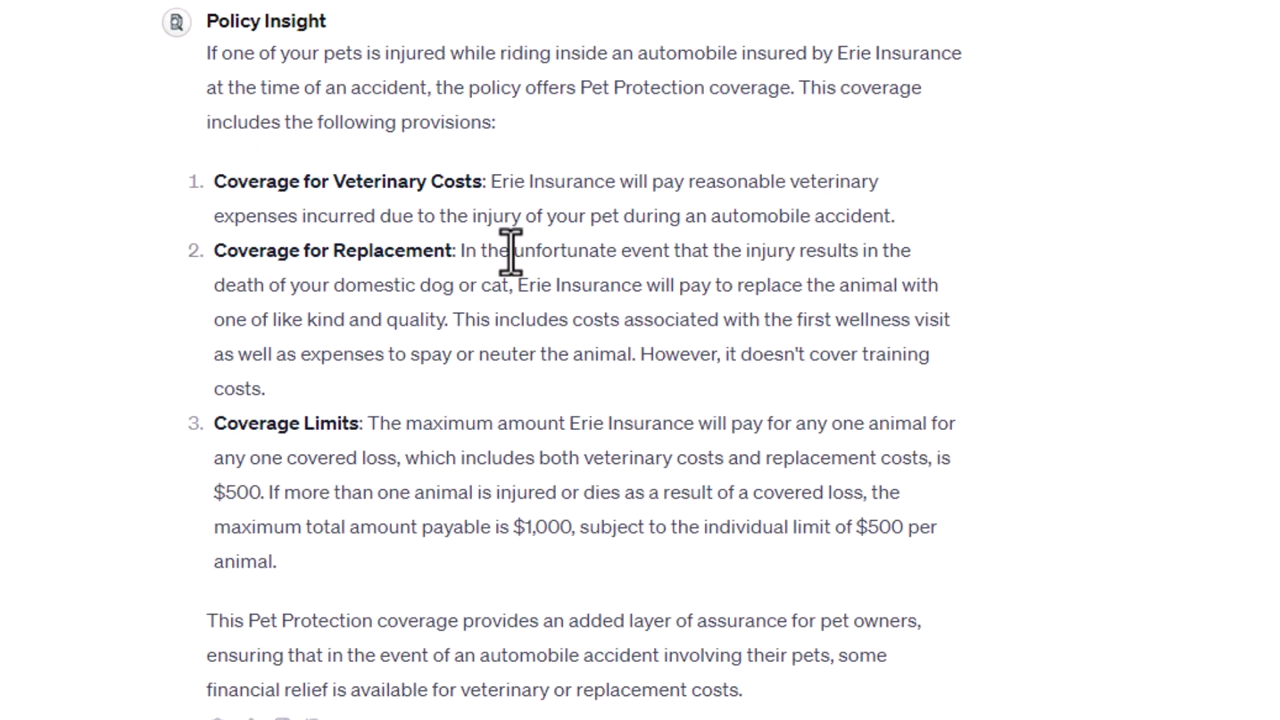 Policy Insight
If one of your pets is injured while riding inside an automobile insured by Erie Insurance
at the time of an accident, the policy offers Pet Protection coverage. This coverage
includes the following provisions:
1. Coverage for Veterinary Costs: Erie Insurance will pay reasonable veterinary
expenses incurred due to the injury of your pet during an automobile accident.
2. Coverage for Replacement: In the unfortunate event that the injury results in the
death of your domestic dog or cat, Erie Insurance will pay to replace the animal with
one of like kind and quality. This includes costs associated with the first wellness visit
as well as expenses to spay or neuter the animal. However, it doesn't cover training
costs.
3. Coverage Limits: The maximum amount Erie Insurance will pay for any one animal for
any one covered loss, which includes both veterinary costs and replacement costs, is
$500. If more than one animal is injured or dies as a result of a covered loss, the
maximum total amount payable is $1,000, subject to the individual limit of $500 per
animal.
This Pet Protection coverage provides an added layer of assurance for pet owners,
ensuring that in the event of an automobile accident involving their pets, some
financial relief is available for veterinary or replacement costs.